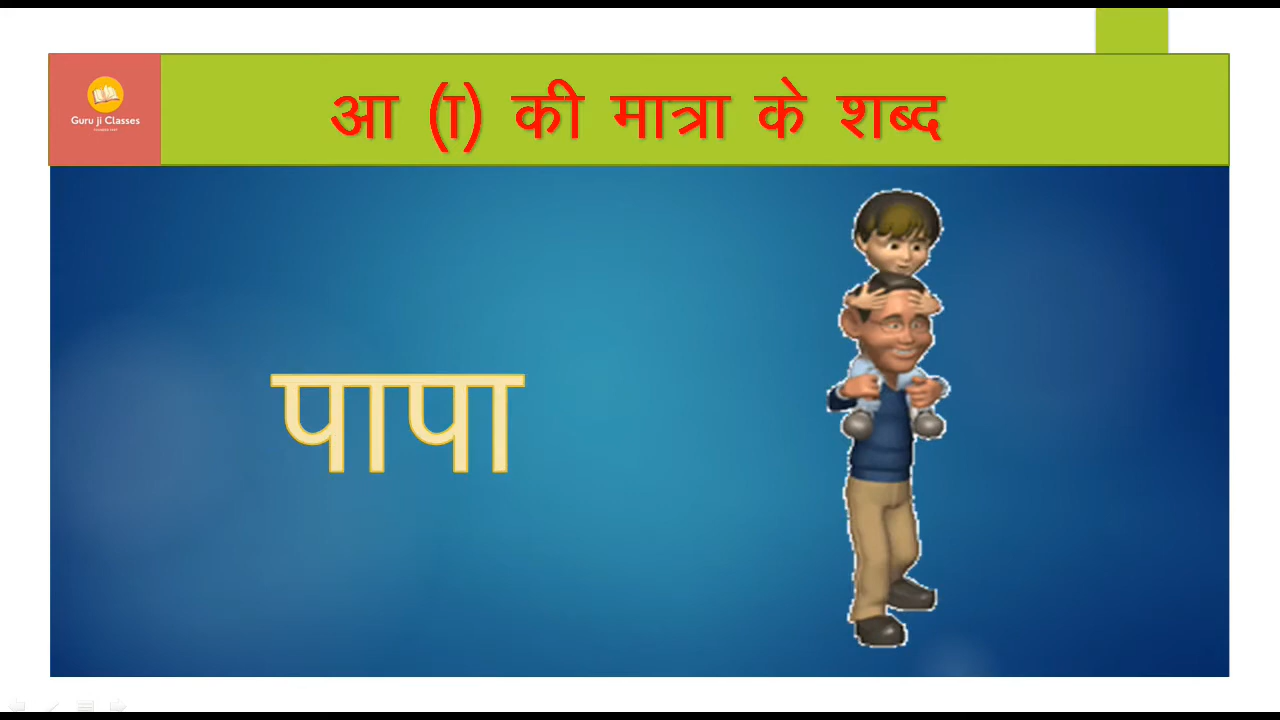 आ (ा) की मात्रा के शब्द
Guru ji Classes
पापा